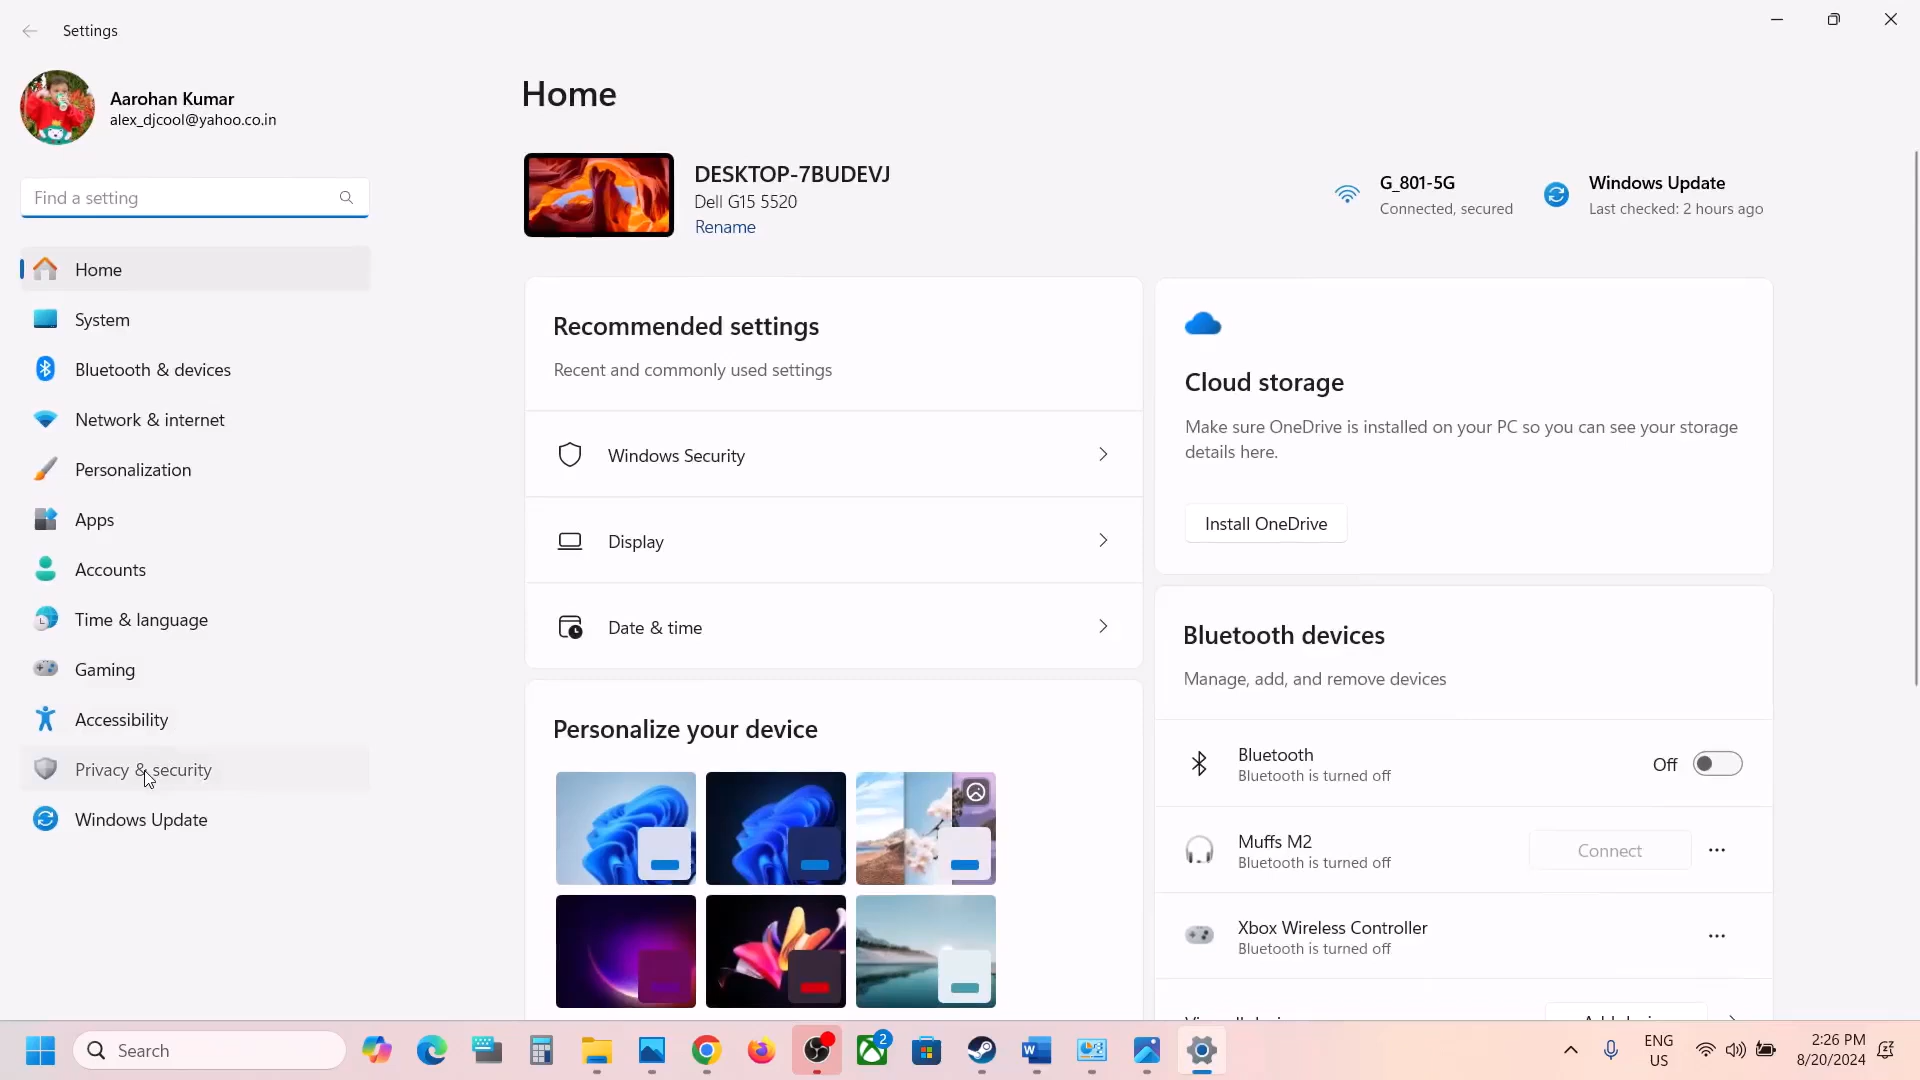 Settings
Aarohan Kumar
alex_djcool@yahoo.co.in
Find a setting
Home
System
Bluetooth & devices
Network & internet
Personalization
Apps
Accounts
Time & language
Gaming
Accessibility
Privacy & security
Windows Update
Home
DESKTOP-7BUDEVJ
Dell G15 5520
Rename
G_801-5G
Connected, secured
Windows Update
Last checked: 2 hours ago
Recommended settings
Recent and commonly used settings
Windows Security
Display
Date & time
Personalize your device
Cloud storage
Make sure OneDrive is installed on your PC so you can see your storage
details here.
Install OneDrive
Bluetooth devices
Manage, add, and remove devices
Bluetooth
Bluetooth is turned off
Off
Muffs M2
Bluetooth is turned off
Connect
Xbox Wireless Controller
Bluetooth is turned off
Search
2
ENG
US
2:26 PM
8/20/2024